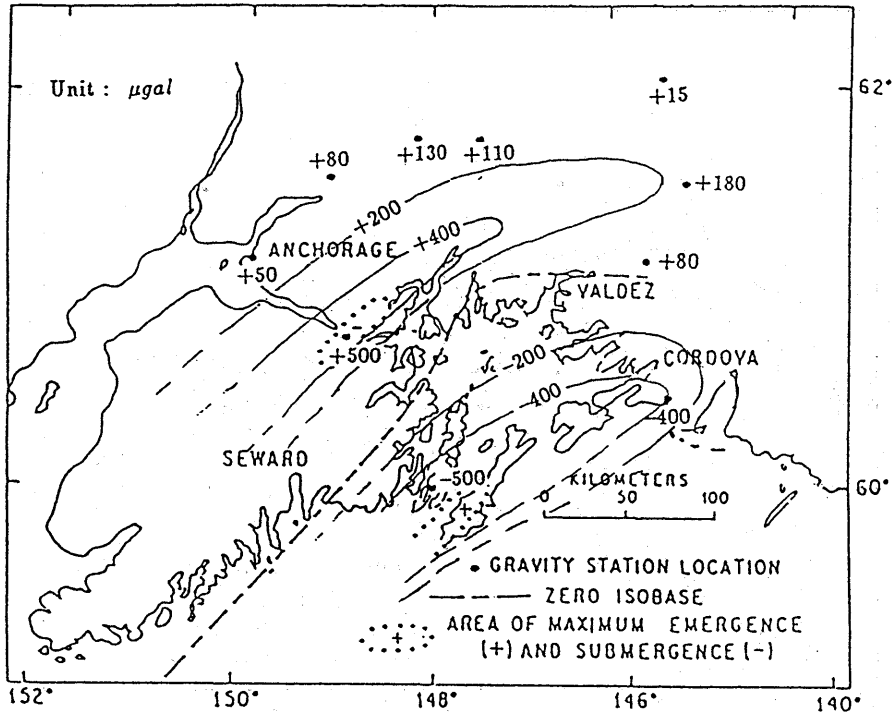 Unit : μgal
62°
+15
+80
+130
+110
+180
+200
+400
ANCHORAGE
+50
+80
VALDEZ
+500
-200
CORDOVA
400
-400
SEWARD
-500
KILOMETERS
60°
0 50 100
+
GRAVITY STATION LOCATION
ZERO ISOBASE
+ AREA OF MAXIMUM EMERGENCE
(+) AND SUBMERGENCE (-)
152° 150° 148° 146° 140°